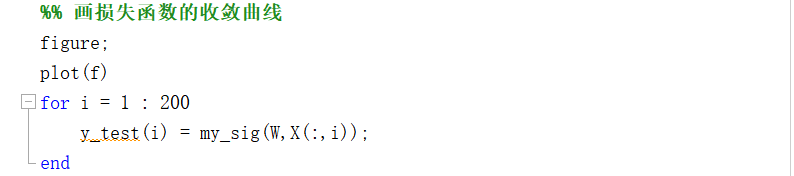 %% 画损失函数的收敛曲线
figure;
plot(f)
for i = 1 : 200
    y_test(i) = my_sig(W,X(:,i));
end